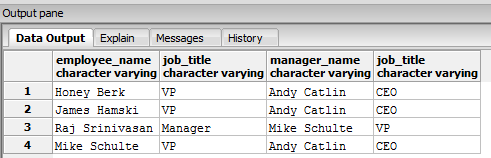 Output pane
Data Output Explain Messages History
employee_name job_title manager_name job_title
character varying character varying character varying character varying
1 Honey Berk VP Andy Catlin CEO
2 James Hamski VP Andy Catlin CEO
3 Raj Srinivasan Manager Mike Schulte VP
4 Mike Schulte VP Andy Catlin CEO